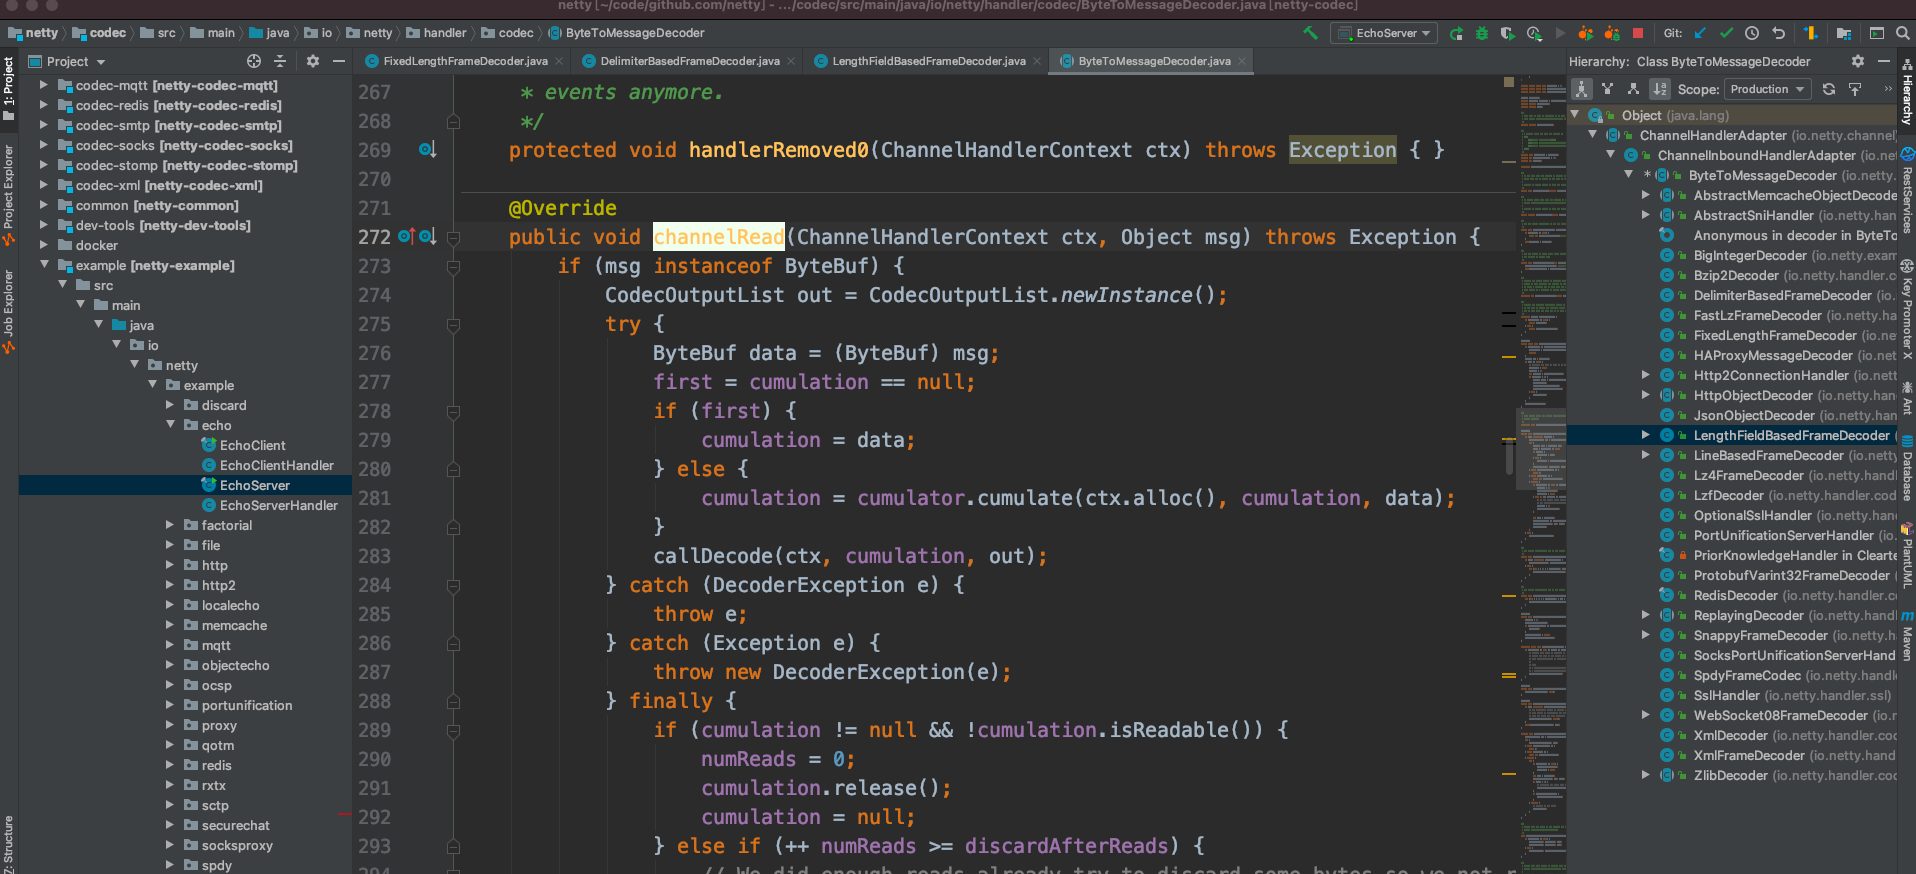 netty [~/code/github.com/netty] - .../codec/src/main/java/io/netty/handler/codec/ByteToMessageDecoder.java [netty-codec]
netty codec src main java io netty handler codec ByteToMessageDecoder EchoServer Git:
1: Project
Project Explorer
Job Explorer
Z: Structure
Project
codec-mqtt [netty-codec-mqtt]
codec-redis [netty-codec-redis]
codec-smtp [netty-codec-smtp]
codec-socks [netty-codec-socks]
codec-stomp [netty-codec-stomp]
codec-xml [netty-codec-xml]
common [netty-common]
dev-tools [netty-dev-tools]
docker
example [netty-example]
src
main
java
io
netty
example
discard
echo
EchoClient
EchoClientHandler
EchoServer
EchoServerHandler
factorial
file
http
http2
localecho
memcache
mqtt
objectecho
ocsp
portunification
proxy
qotm
redis
rxtx
sctp
securechat
socksproxy
spdy
FixedLengthFrameDecoder.java DelimiterBasedFrameDecoder.java LengthFieldBasedFrameDecoder.java ByteToMessageDecoder.java
267 * events anymore.
268 */
269 protected void handlerRemoved0(ChannelHandlerContext ctx) throws Exception { }
270
271 @Override
272 public void channelRead(ChannelHandlerContext ctx, Object msg) throws Exception {
273 if (msg instanceof ByteBuf) {
274 CodecOutputList out = CodecOutputList.newInstance();
275 try {
276 ByteBuf data = (ByteBuf) msg;
277 first = cumulation == null;
278 if (first) {
279 cumulation = data;
280 } else {
281 cumulation = cumulator.cumulate(ctx.alloc(), cumulation, data);
282 }
283 callDecode(ctx, cumulation, out);
284 } catch (DecoderException e) {
285 throw e;
286 } catch (Exception e) {
287 throw new DecoderException(e);
288 } finally {
289 if (cumulation != null && !cumulation.isReadable()) {
290 numReads = 0;
291 cumulation.release();
292 cumulation = null;
293 } else if (++ numReads >= discardAfterReads) {
294 // We did enough reads already try to discard some bytes so we not
Hierarchy: Class ByteToMessageDecoder
Scope: Production
Object (java.lang)
ChannelHandlerAdapter (io.netty.channel
ChannelInboundHandlerAdapter (io.ne
* ByteToMessageDecoder (io.netty.
AbstractMemcacheObjectDecode
AbstractSniHandler (io.netty.hand
Anonymous in decoder in ByteTo
BigIntegerDecoder (io.netty.exam
Bzip2Decoder (io.netty.handler.c
DelimiterBasedFrameDecoder (io.
FastLzFrameDecoder (io.netty.ha
FixedLengthFrameDecoder (io.net
HAProxyMessageDecoder (io.nett
Http2ConnectionHandler (io.nett
HttpObjectDecoder (io.netty.hand
JsonObjectDecoder (io.netty.han
LengthFieldBasedFrameDecoder (
LineBasedFrameDecoder (io.netty
Lz4FrameDecoder (io.netty.handl
LzfDecoder (io.netty.handler.cod
OptionalSslHandler (io.netty.han
PortUnificationServerHandler (io.
PriorKnowledgeHandler in Clearte
ProtobufVarint32FrameDecoder (
RedisDecoder (io.netty.handler.c
ReplayingDecoder (io.netty.handl
SnappyFrameDecoder (io.netty.h
SocksPortUnificationServerHand
SpdyFrameCodec (io.netty.handl
SslHandler (io.netty.handler.ssl)
WebSocket08FrameDecoder (io.r
XmlDecoder (io.netty.handler.coc
XmlFrameDecoder (io.netty.hand
ZlibDecoder (io.netty.handler.coc
Hierarchy
RestServices
Key Promoter X
Ant
Database
PlantUML
Maven